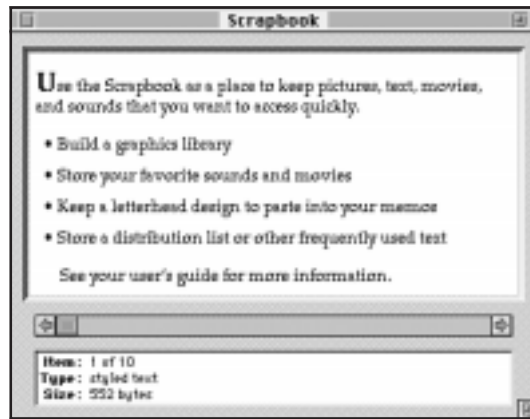 Scrapbook
Use the Scrapbook as a place to keep pictures, text, movies,
and sounds that you want to access quickly.
• Build a graphics library
• Store your favorite sounds and movies
• Keep a letterhead design to paste into your memos
• Store a distribution list or other frequently used text
See your user's guide for more information.
Item: 1 of 10
Type: styled text
Size: 552 bytes